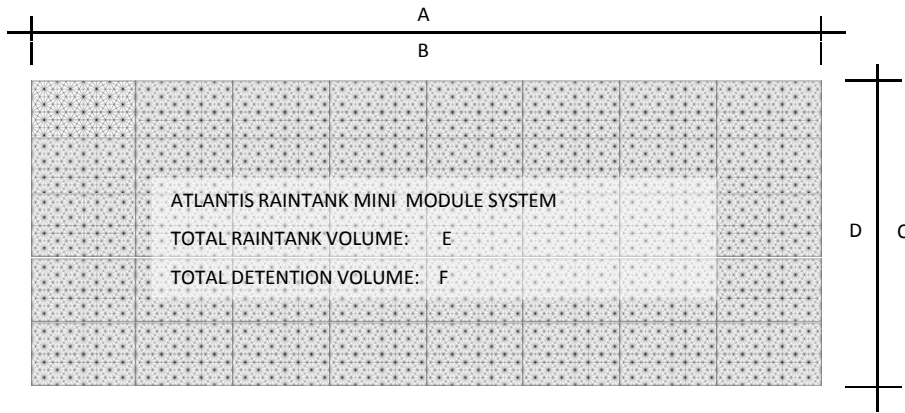 A
B
ATLANTIS RAINTANK MINI MODULE SYSTEM
TOTAL RAINTANK VOLUME: E
TOTAL DETENTION VOLUME: F
D C